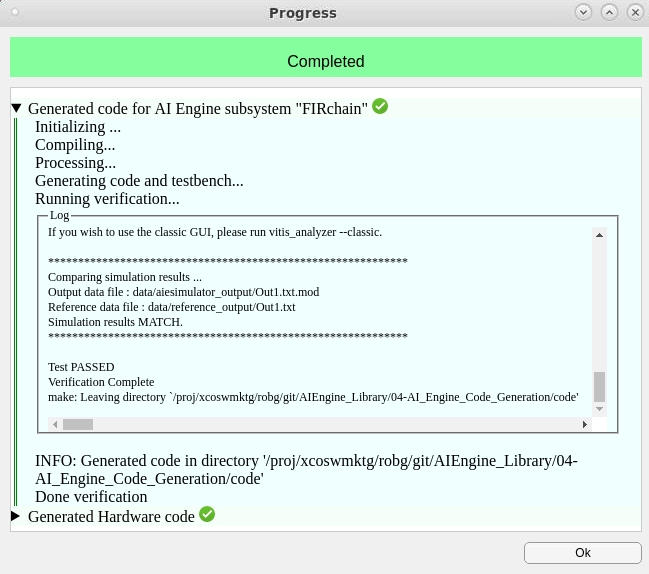 Progress
Completed
Generated code for AI Engine subsystem "FIRchain"
Initializing ...
Compiling...
Processing...
Generating code and testbench...
Running verification...
Log
If you wish to use the classic GUI, please run vitis_analyzer --classic.
************************************************************
Comparing simulation results ...
Output data file : data/aiesimulator_output/Out1.txt.mod
Reference data file : data/reference_output/Out1.txt
Simulation results MATCH.
************************************************************
Test PASSED
Verification Complete
make: Leaving directory `/proj/xcoswmktg/robg/git/AIEngine_Library/04-AI_Engine_Code_Generation/code'
INFO: Generated code in directory '/proj/xcoswmktg/robg/git/AIEngine_Library/04-
AI_Engine_Code_Generation/code'
Done verification
Generated Hardware code
Ok